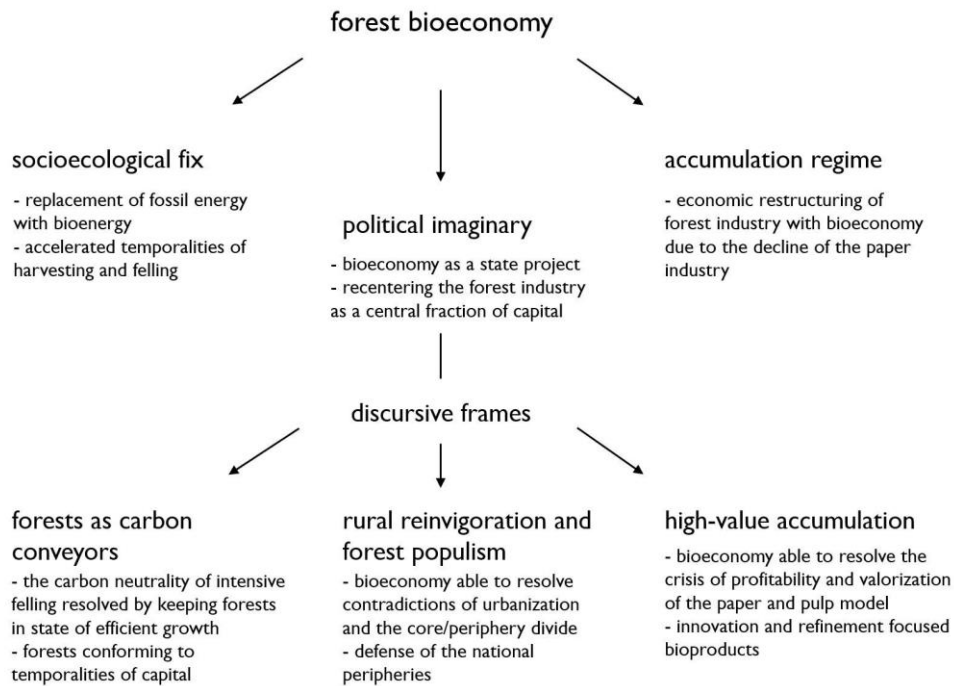 forest bioeconomy
socioecological fix
- replacement of fossil energy
with bioenergy
- accelerated temporalities of
harvesting and felling
political imaginary
- bioeconomy as a state project
- recentering the forest industry
as a central fraction of capital
accumulation regime
- economic restructuring of
forest industry with bioeconomy
due to the decline of the paper
industry
discursive frames
forests as carbon
conveyors
- the carbon neutrality of intensive
felling resolved by keeping forests
in state of efficient growth
- forests conforming to
temporalities of capital
rural reinvigoration and
forest populism
- bioeconomy able to resolve
contradictions of urbanization
and the core/periphery divide
- defense of the national
peripheries
high-value accumulation
- bioeconomy able to resolve the
crisis of profitability and valorization
of the paper and pulp model
- innovation and refinement focused
bioproducts